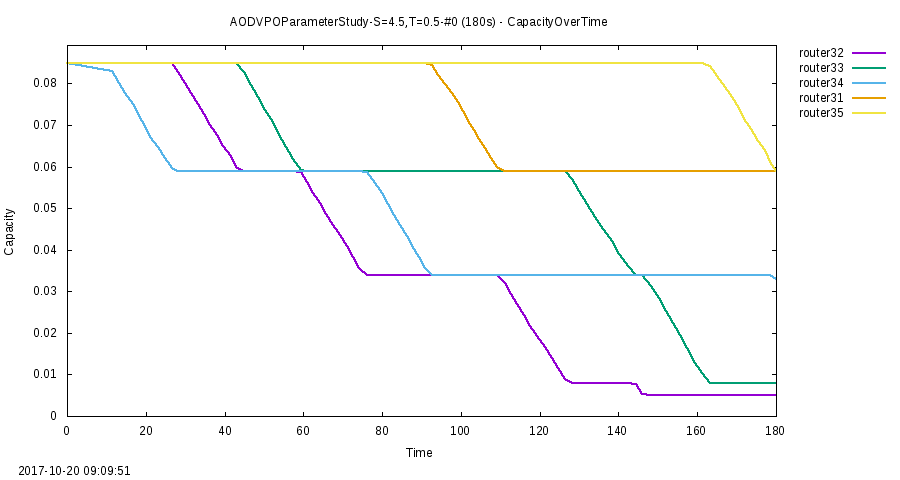 AODVPOParameterStudy-S=4.5,T=0.5-#0 (180s) - CapacityOverTime
router32
router33
router34
router31
router35
0.08
0.07
0.06
0.05
0.04
0.03
0.02
0.01
0
Capacity
0 20 40 60 80 100 120 140 160 180
Time
2017-10-20 09:09:51